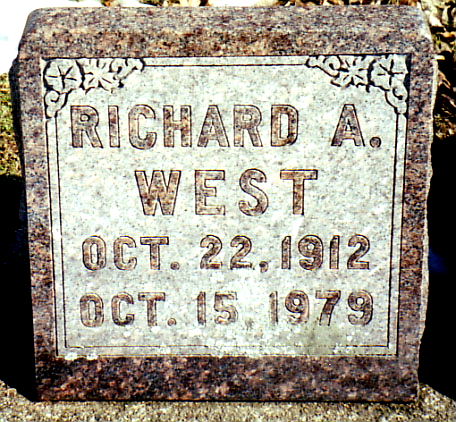 RICHARD A.
WEST
OCT. 22, 1912
OCT. 15, 1979